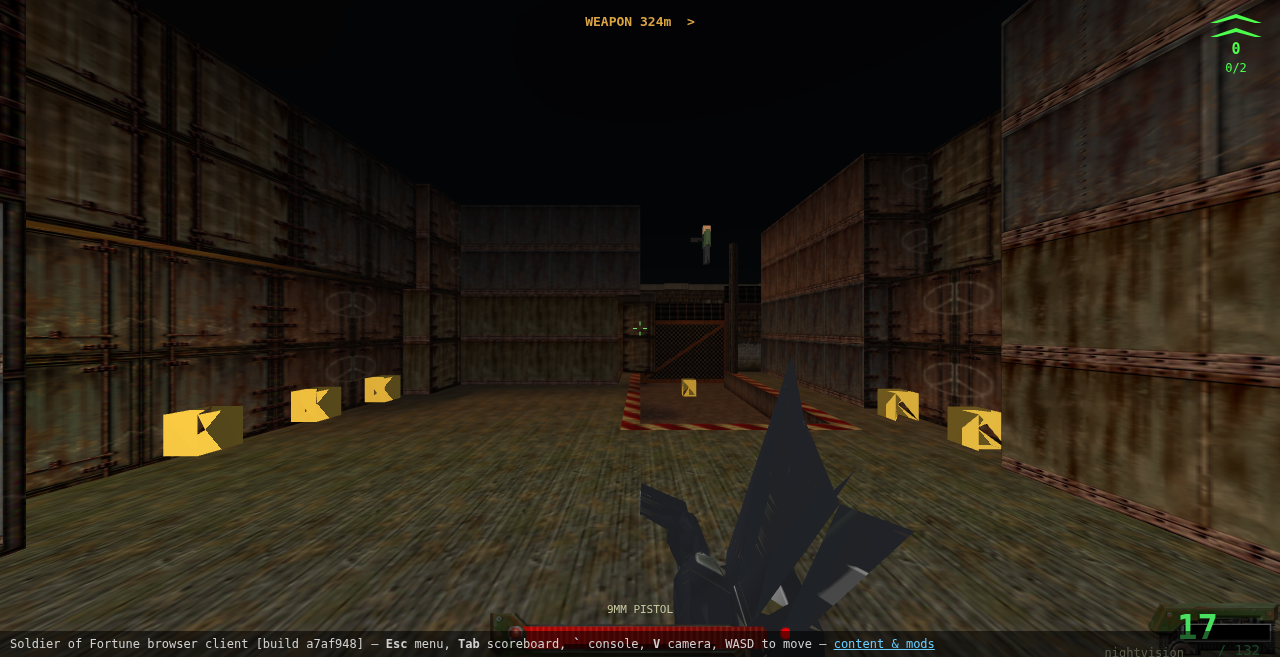 WEAPON 324m >
0
0/2
9MM PISTOL
17
Soldier of Fortune browser client [build a7af948] — Esc menu, Tab scoreboard, ` console, V camera, WASD to move — content & mods
nightvision
/ 132